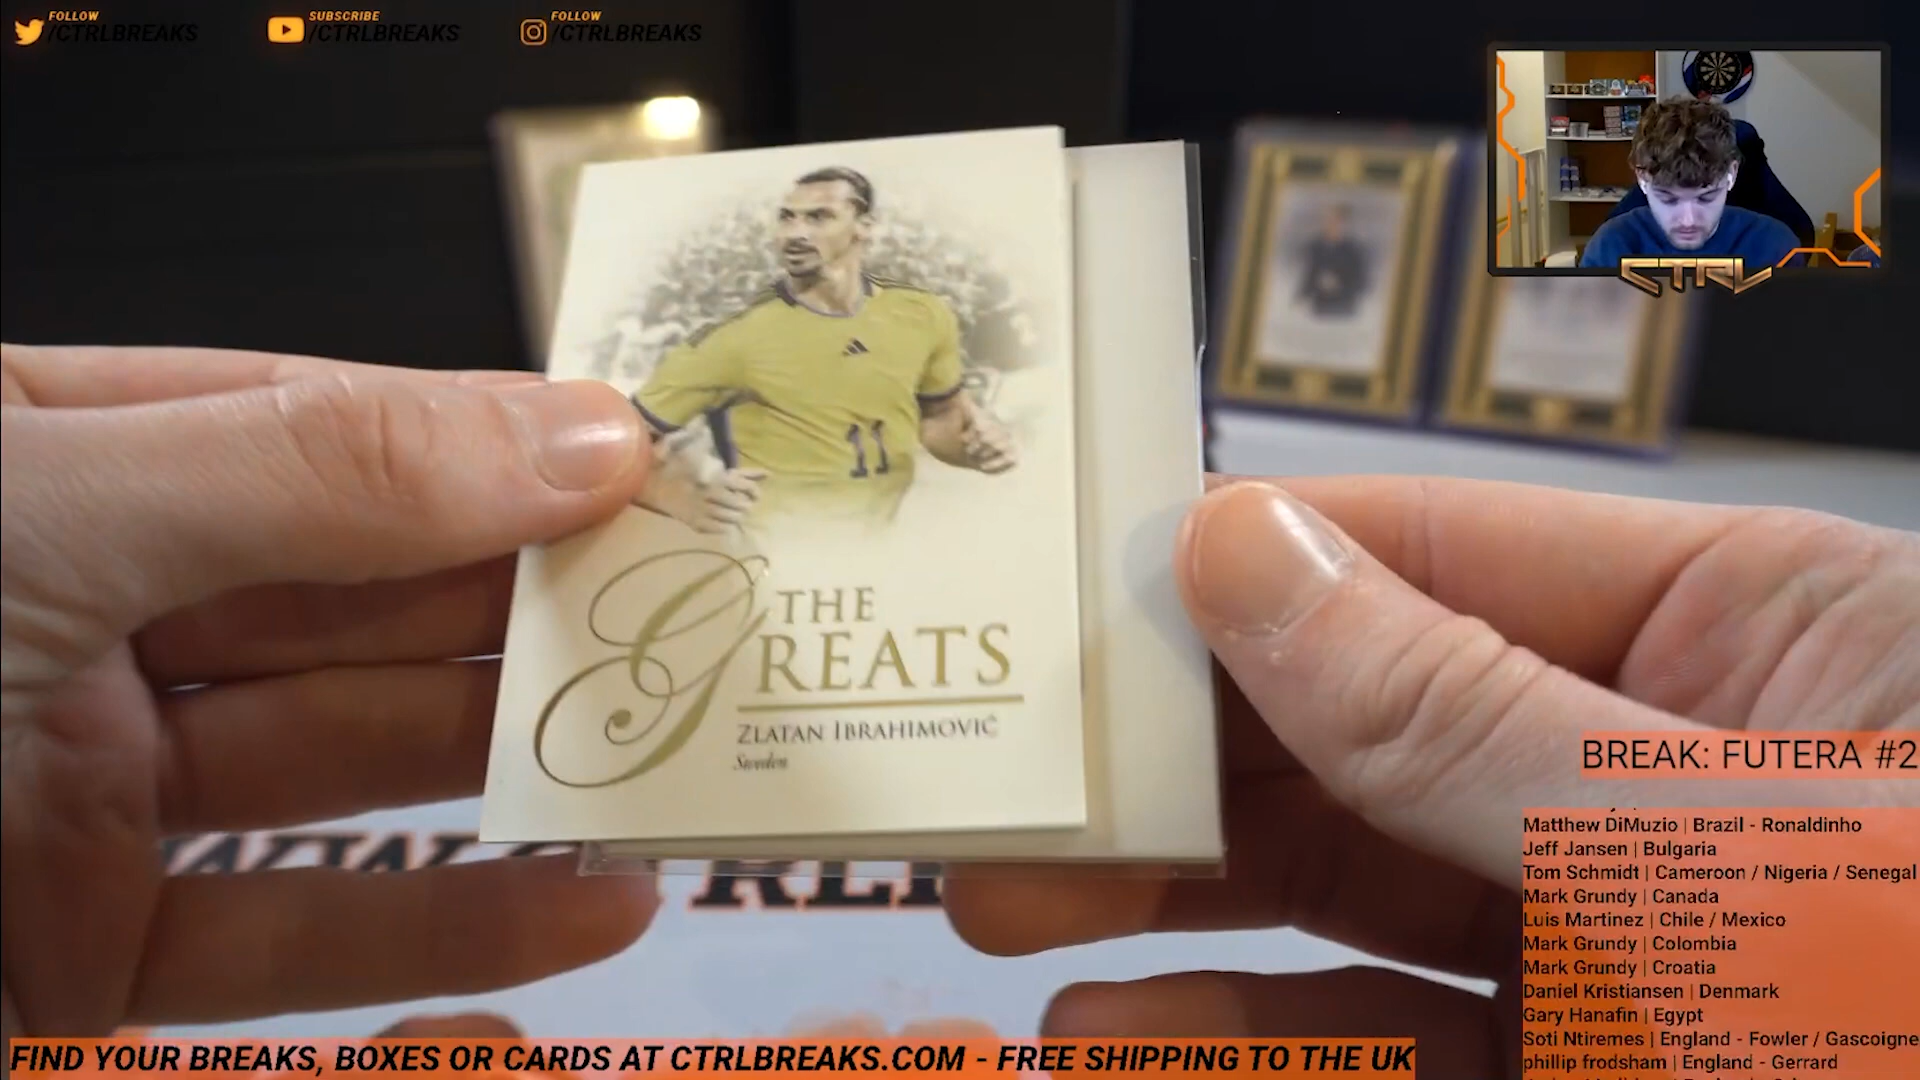 FOLLOW
/CTRLBREAKS
SUBSCRIBE
/CTRLBREAKS
FOLLOW
/CTRLBREAKS
CTRL
11
THE
GREATS
ZLATAN IBRAHIMOVIĆ
Sweden
BREAK: FUTERA #2
Matthew DiMuzio | Brazil - Ronaldinho
Jeff Jansen | Bulgaria
Tom Schmidt | Cameroon / Nigeria / Senegal
Mark Grundy | Canada
Luis Martinez | Chile / Mexico
Mark Grundy | Colombia
Mark Grundy | Croatia
Daniel Kristiansen | Denmark
Gary Hanafin | Egypt
Soti Ntiremes | England - Fowler / Gascoigne
phillip frodsham | England - Gerrard
FIND YOUR BREAKS, BOXES OR CARDS AT CTRLBREAKS.COM - FREE SHIPPING TO THE UK